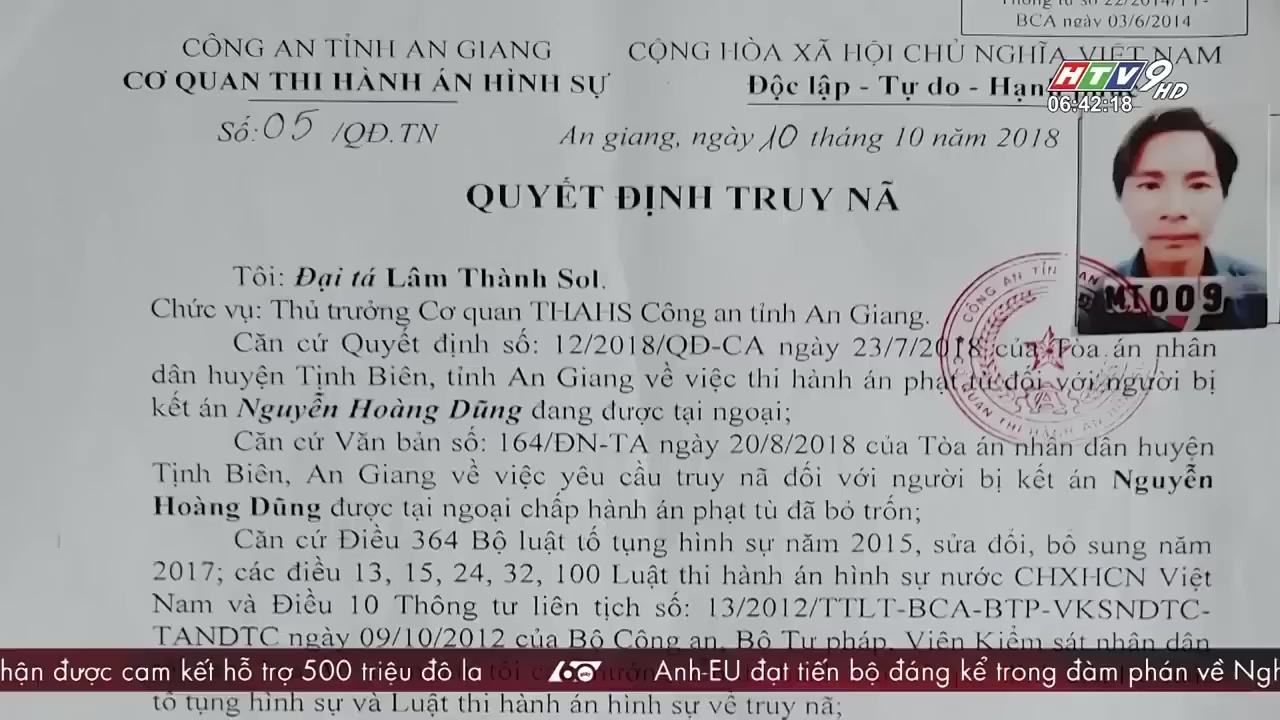 BCA ngày 03/6/2014
CÔNG AN TỈNH AN GIANG
CƠ QUAN THI HÀNH ÁN HÌNH SỰ
Số: 05 /QĐ.TN
CỘNG HÒA XÃ HỘI CHỦ NGHĨA VIỆT NAM
Độc lập - Tự do - Hạnh
HTV9 HD
06:42:18
An giang, ngày 10 tháng 10 năm 2018
QUYẾT ĐỊNH TRUY NÃ
MT009
CÔNG AN TỈNH AN
Tôi: Đại tá Lâm Thành Sol.
Chức vụ: Thủ trưởng Cơ quan THAHS Công an tỉnh An Giang.
Căn cứ Quyết định số: 12/2018/QĐ-CA ngày 23/7/2018 của Tòa án nhân
dân huyện Tịnh Biên, tỉnh An Giang về việc thi hành án phạt tù đối với người bị
kết án Nguyễn Hoàng Dũng đang được tại ngoại;
Căn cứ Văn bản số: 164/ĐN-TA ngày 20/8/2018 của Tòa án nhân dân huyện
Tịnh Biên, An Giang về việc yêu cầu truy nã đối với người bị kết án Nguyễn
Hoàng Dũng được tại ngoại chấp hành án phạt tù đã bỏ trốn;
Căn cứ Điều 364 Bộ luật tố tụng hình sự năm 2015, sửa đổi, bổ sung năm
2017; các điều 13, 15, 24, 32, 100 Luật thi hành án hình sự nước CHXHCN Việt
Nam và Điều 10 Thông tư liên tịch số: 13/2012/TTLT-BCA-BTP-VKSNDTC-
TANDTC ngày 09/10/2012 của Bộ Công an, Bộ Tư pháp, Viện Kiểm sát nhân dân
hận được cam kết hỗ trợ 500 triệu đô la 60 Anh-EU đạt tiến bộ đáng kể trong đàm phán về Ngh
tố tụng hình sự và Luật thi hành án hình sự về truy nã;